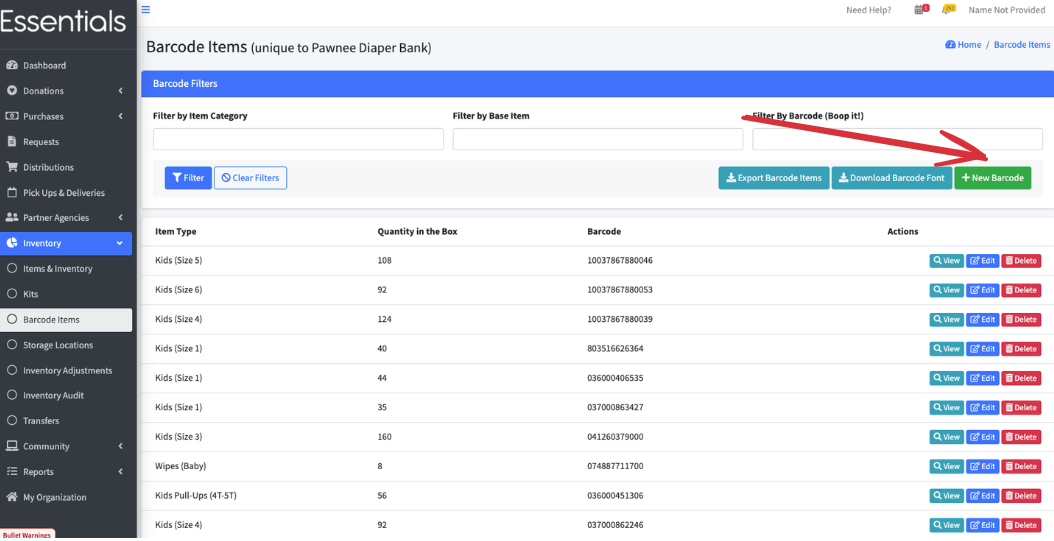 Essentials
Need Help? 1 262 Name Not Provided
Barcode Items (unique to Pawnee Diaper Bank)
Home / Barcode Items
Dashboard
Donations
Purchases
Requests
Distributions
Pick Ups & Deliveries
Partner Agencies
Inventory
Items & Inventory
Kits
Barcode Items
Storage Locations
Inventory Adjustments
Inventory Audit
Transfers
Community
Reports
My Organization
Bullet Warnings
Barcode Filters
Filter by Item Category Filter by Base Item Filter By Barcode (Boop it!)
Filter Clear Filters Export Barcode Items Download Barcode Font New Barcode
Item Type Quantity in the Box Barcode Actions
Kids (Size 5) 108 10037867880046 View Edit Delete
Kids (Size 6) 92 10037867880053 View Edit Delete
Kids (Size 4) 124 10037867880039 View Edit Delete
Kids (Size 1) 40 803516626364 View Edit Delete
Kids (Size 1) 44 036000406535 View Edit Delete
Kids (Size 1) 35 037000863427 View Edit Delete
Kids (Size 3) 160 041260379000 View Edit Delete
Wipes (Baby) 8 074887711700 View Edit Delete
Kids Pull-Ups (4T-5T) 56 036000451306 View Edit Delete
Kids (Size 4) 92 037000862246 View Edit Delete